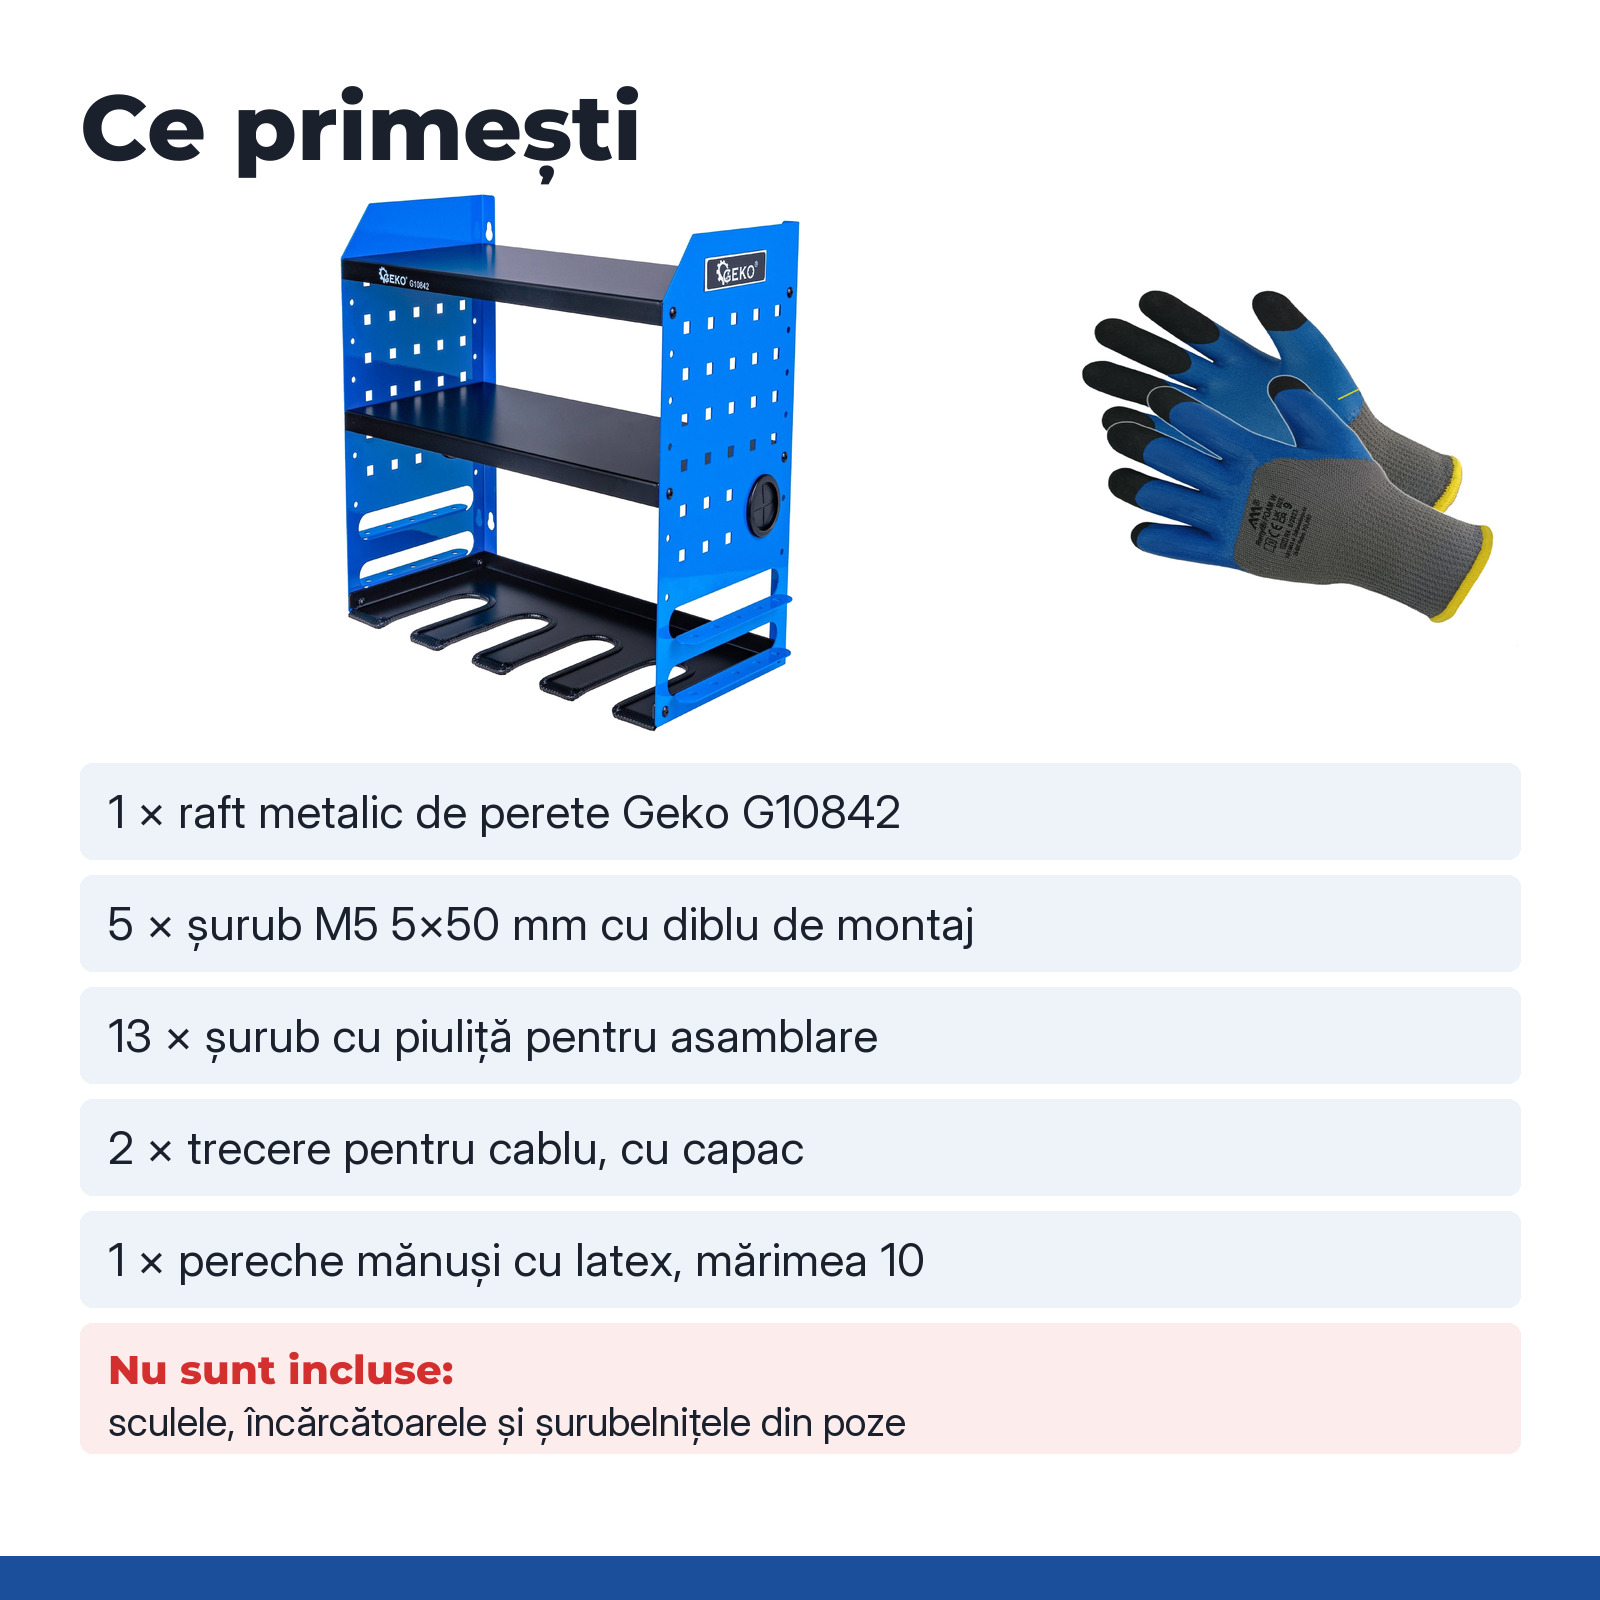 Ce primești
GEKO®
GEKO® G10842
1 × raft metalic de perete Geko G10842
5 × șurub M5 5×50 mm cu diblu de montaj
13 × șurub cu piuliță pentru asamblare
2 × trecere pentru cablu, cu capac
1 × pereche mănuși cu latex, mărimea 10
Nu sunt incluse:
sculele, încărcătoarele și șurubelnițele din poze